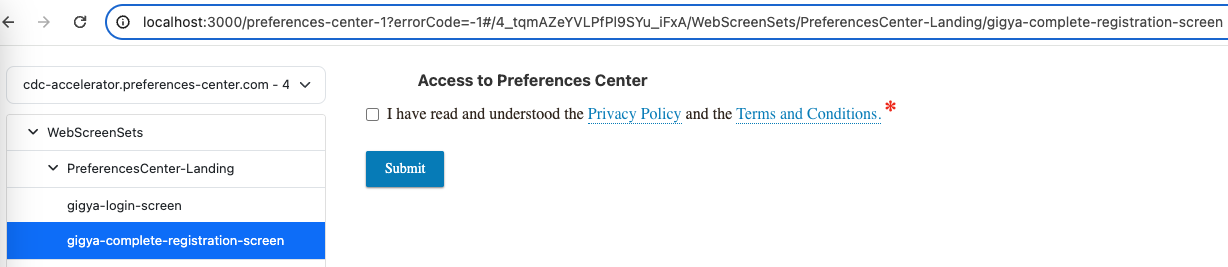 localhost:3000/preferences-center-1?errorCode=-1#/4_tqmAZeYVLPfPl9SYu_iFxA/WebScreenSets/PreferencesCenter-Landing/gigya-complete-registration-screen
cdc-accelerator.preferences-center.com - 4
WebScreenSets
PreferencesCenter-Landing
gigya-login-screen
gigya-complete-registration-screen
Access to Preferences Center
I have read and understood the Privacy Policy and the Terms and Conditions. *
Submit